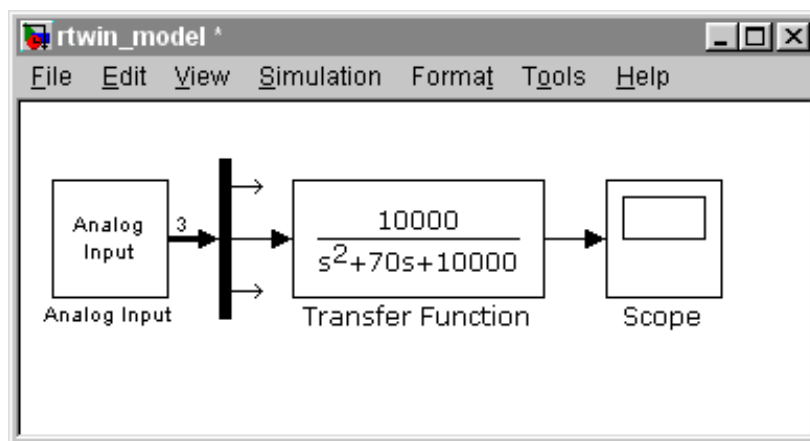 rtwin_model *
File Edit View Simulation Format Tools Help
Analog
Input
3
10000
s²+70s+10000
Analog Input
Transfer Function
Scope